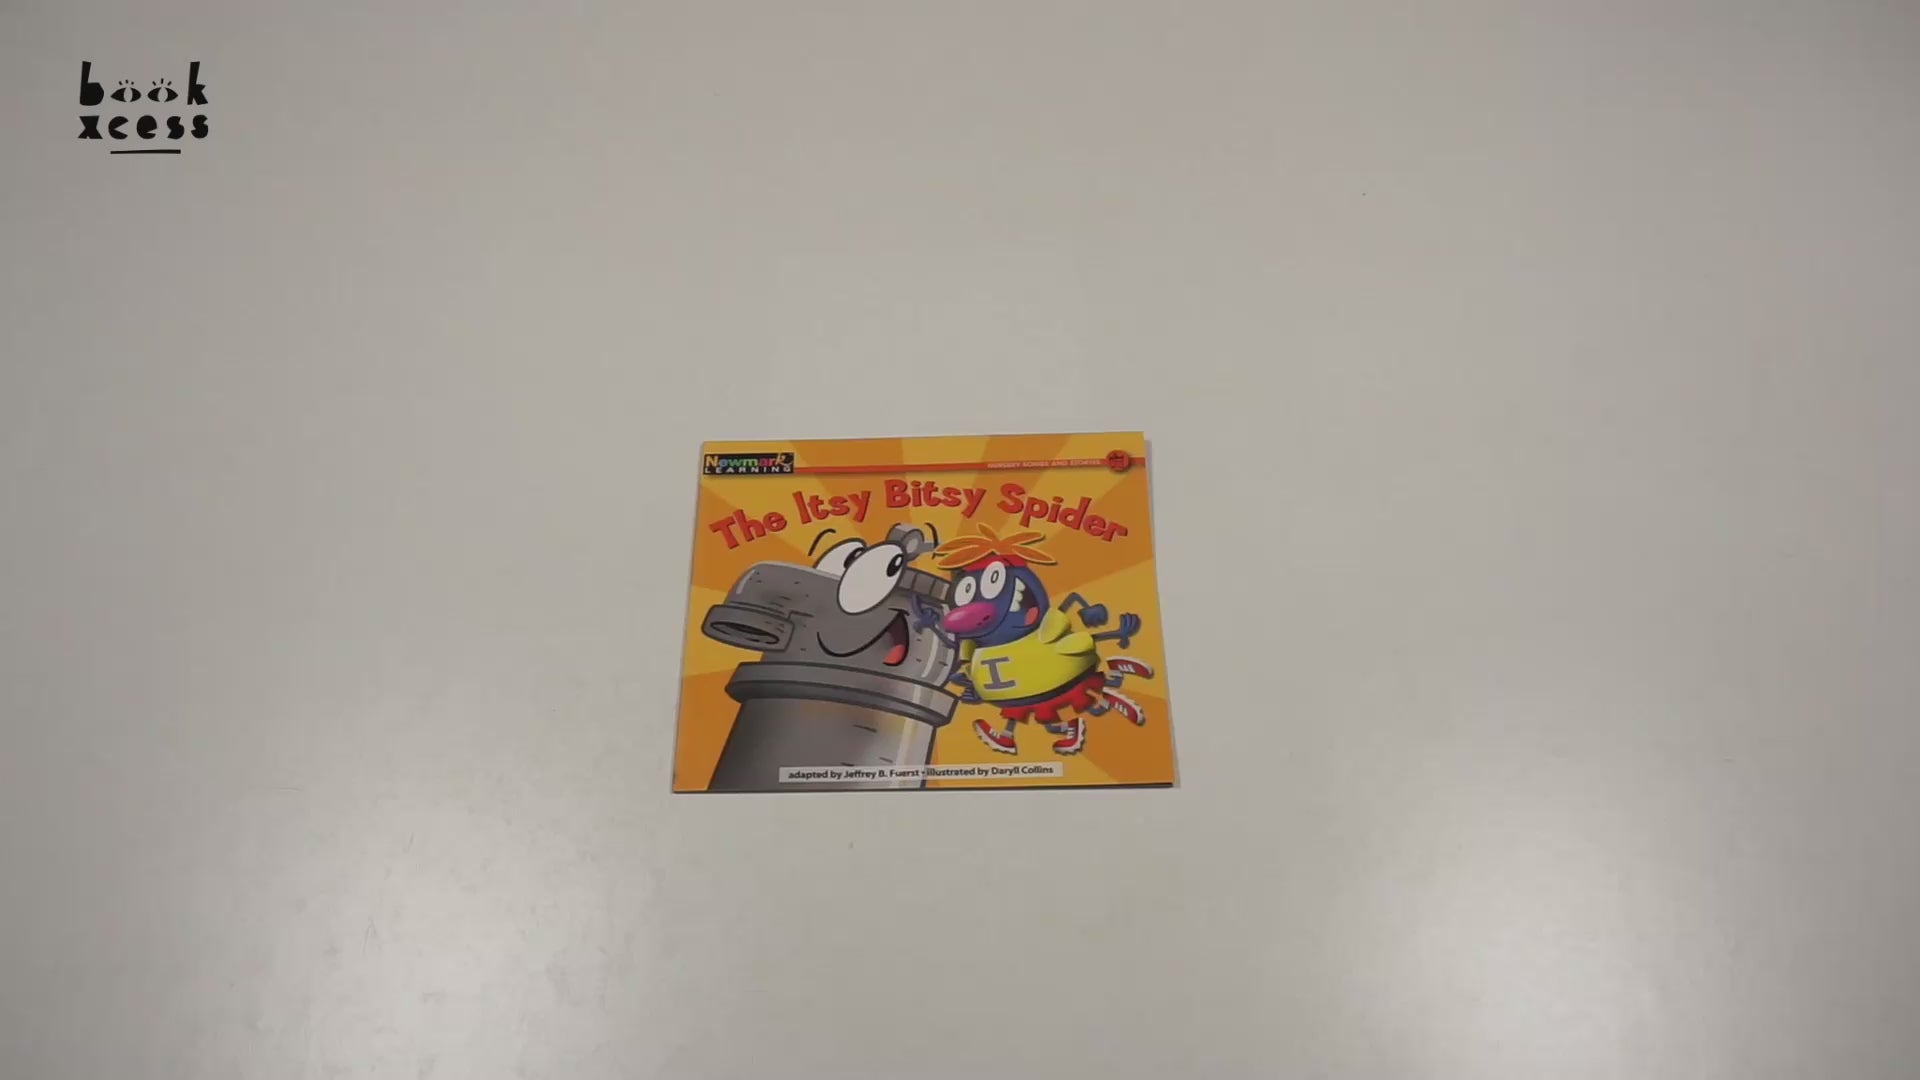 book
xcess
Newmark
LEARNING
NURSERY SONGS AND STORIES
The Itsy Bitsy Spider
I
adapted by Jeffrey B. Fuerst • illustrated by Daryll Collins